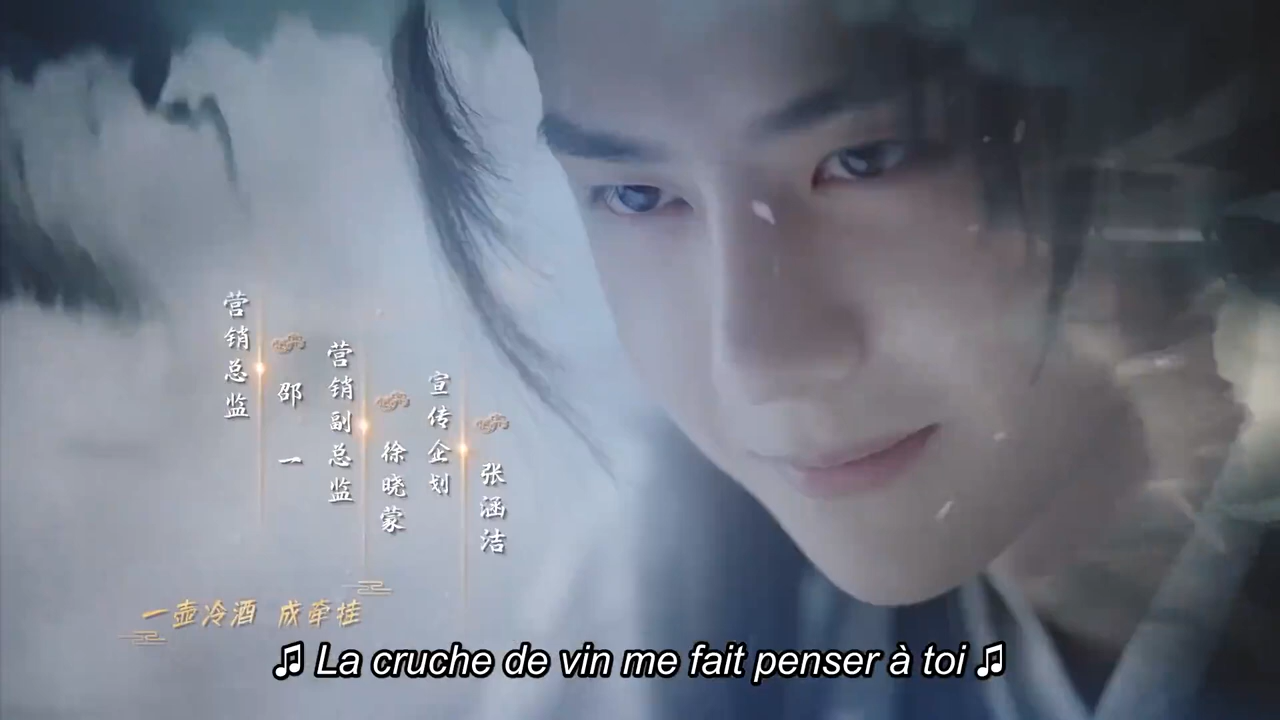 营销总监
邵一
营销副总监
徐晓蒙
宣传企划
张涵洁
一壶冷酒 成牵挂
♫ La cruche de vin me fait penser à toi ♫